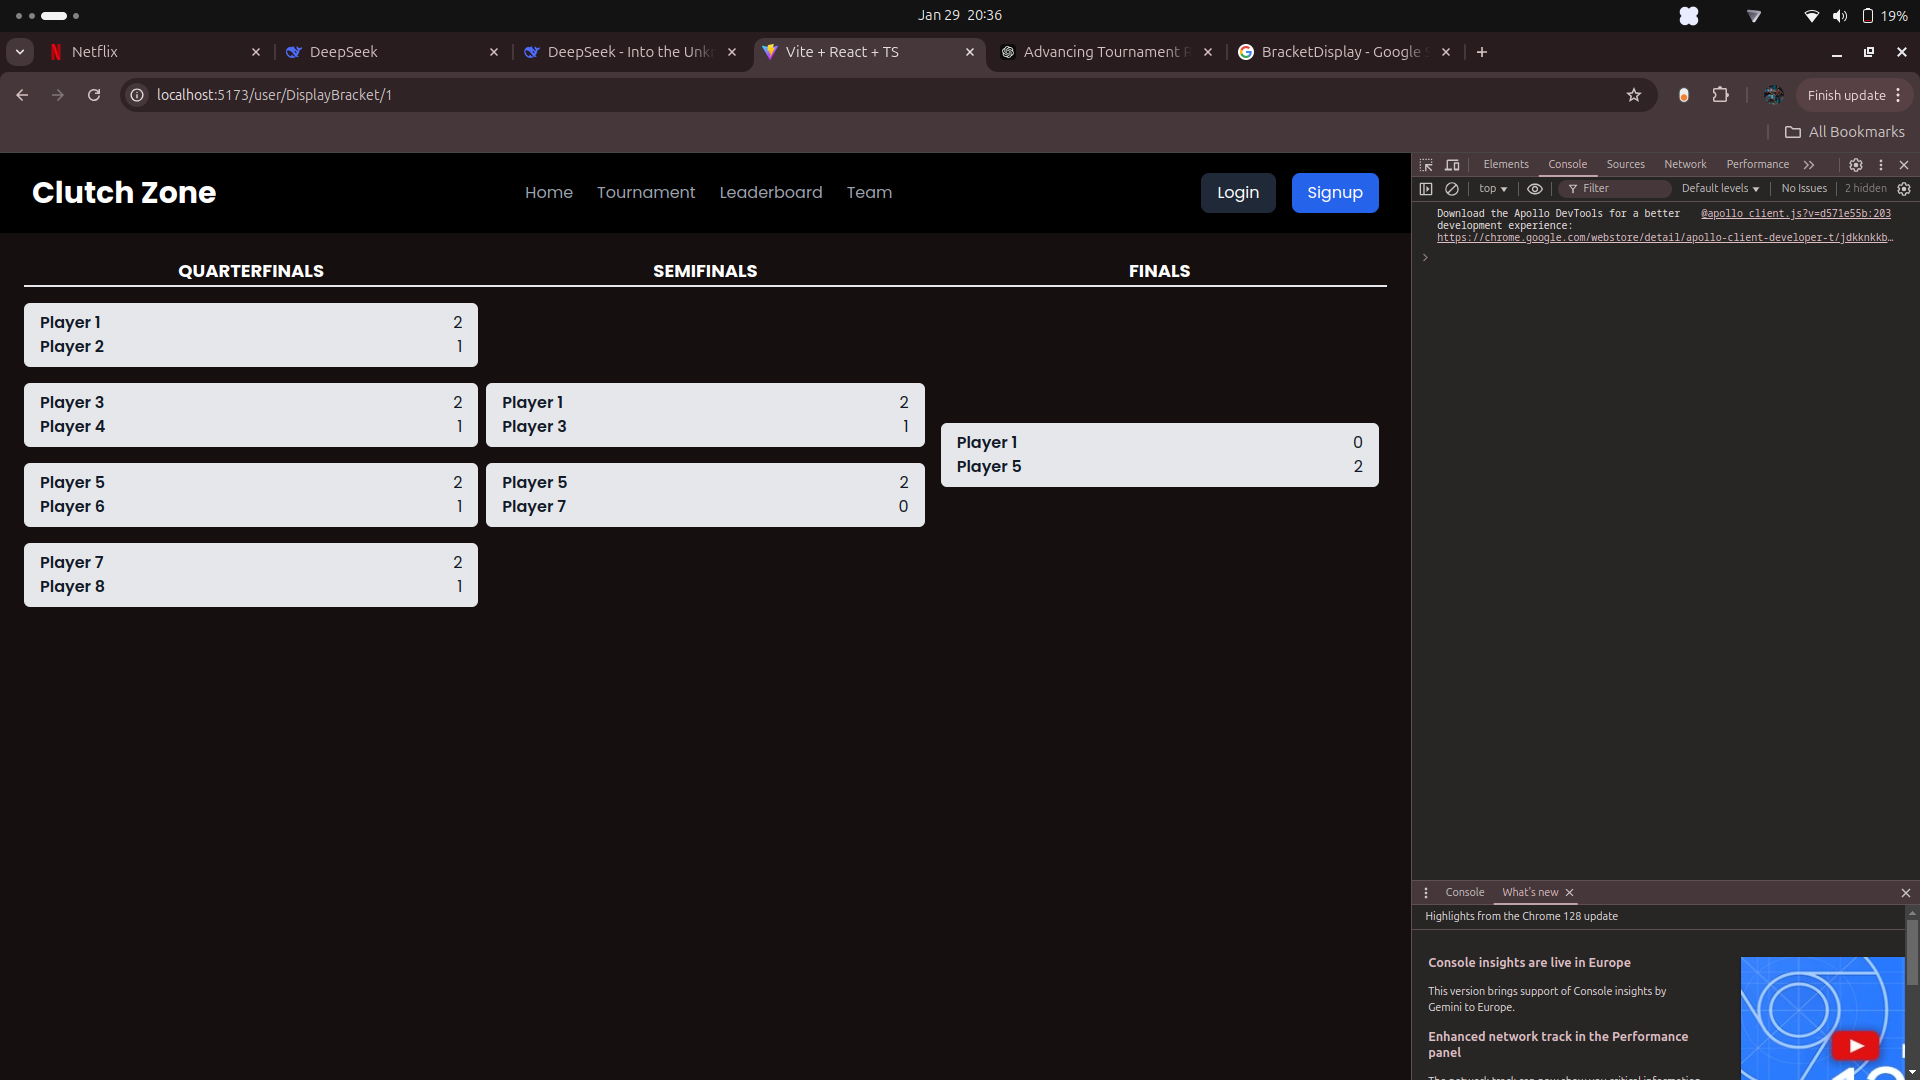 Jan 29 20:36
19%
Netflix
DeepSeek
DeepSeek - Into the Unk
Vite + React + TS
Advancing Tournament
BracketDisplay - Google
localhost:5173/user/DisplayBracket/1
Finish update
All Bookmarks
Clutch Zone
Home
Tournament
Leaderboard
Team
Login
Signup
QUARTERFINALS
SEMIFINALS
FINALS
Player 1 2
Player 2 1
Player 3 2
Player 4 1
Player 5 2
Player 6 1
Player 7 2
Player 8 1
Player 1 2
Player 3 1
Player 5 2
Player 7 0
Player 1 0
Player 5 2
Elements
Console
Sources
Network
Performance
top
Filter
Default levels
No Issues
2 hidden
Download the Apollo DevTools for a better @apollo client.js?v=d571e55b:203
development experience:
https://chrome.google.com/webstore/detail/apollo-client-developer-t/jdkknkkb…
Console
What's new
Highlights from the Chrome 128 update
Console insights are live in Europe
This version brings support of Console insights by
Gemini to Europe.
Enhanced network track in the Performance
panel